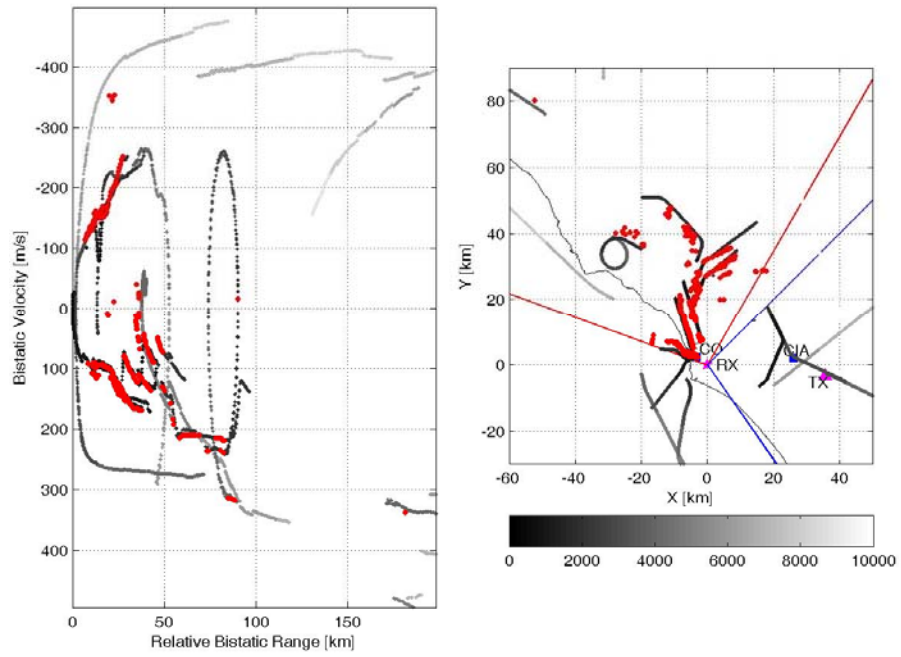 -400
-300
-200
-100
0
100
200
300
400
Bistatic Velocity [m/s]
0 50 100 150
Relative Bistatic Range [km]
80
60
40
20
0
-20
Y [km]
CO
RX
CIA
TX
-60 -40 -20 0 20 40
X [km]
0 2000 4000 6000 8000 10000